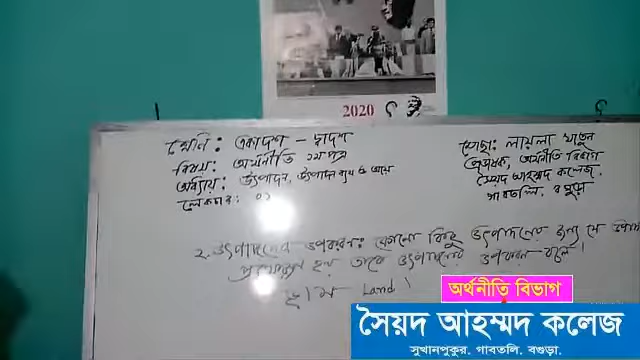 2020
শ্রেনি : একাদশ - দ্বাদশ
বিষয় : অর্থনীতি ১ম পত্র
অধ্যায় : উৎপাদন, উৎপাদন ব্যয় ও আয়
লেকচার : ০১
মোছা: লায়লা খাতুন
প্রভাষক, অর্থনীতি বিভাগ
সৈয়দ আহম্মদ কলেজ,
গাবতলি, বগুড়া
২. উৎপাদনের উপকরণ: কোনো কিছু উৎপাদনের জন্য যে
প্রয়োজন হয় তাকে উৎপাদনের উপকরণ বলে।
Land
অর্থনীতি বিভাগ
সৈয়দ আহম্মদ কলেজ
সুখানপুকুর, গাবতলি, বগুড়া.